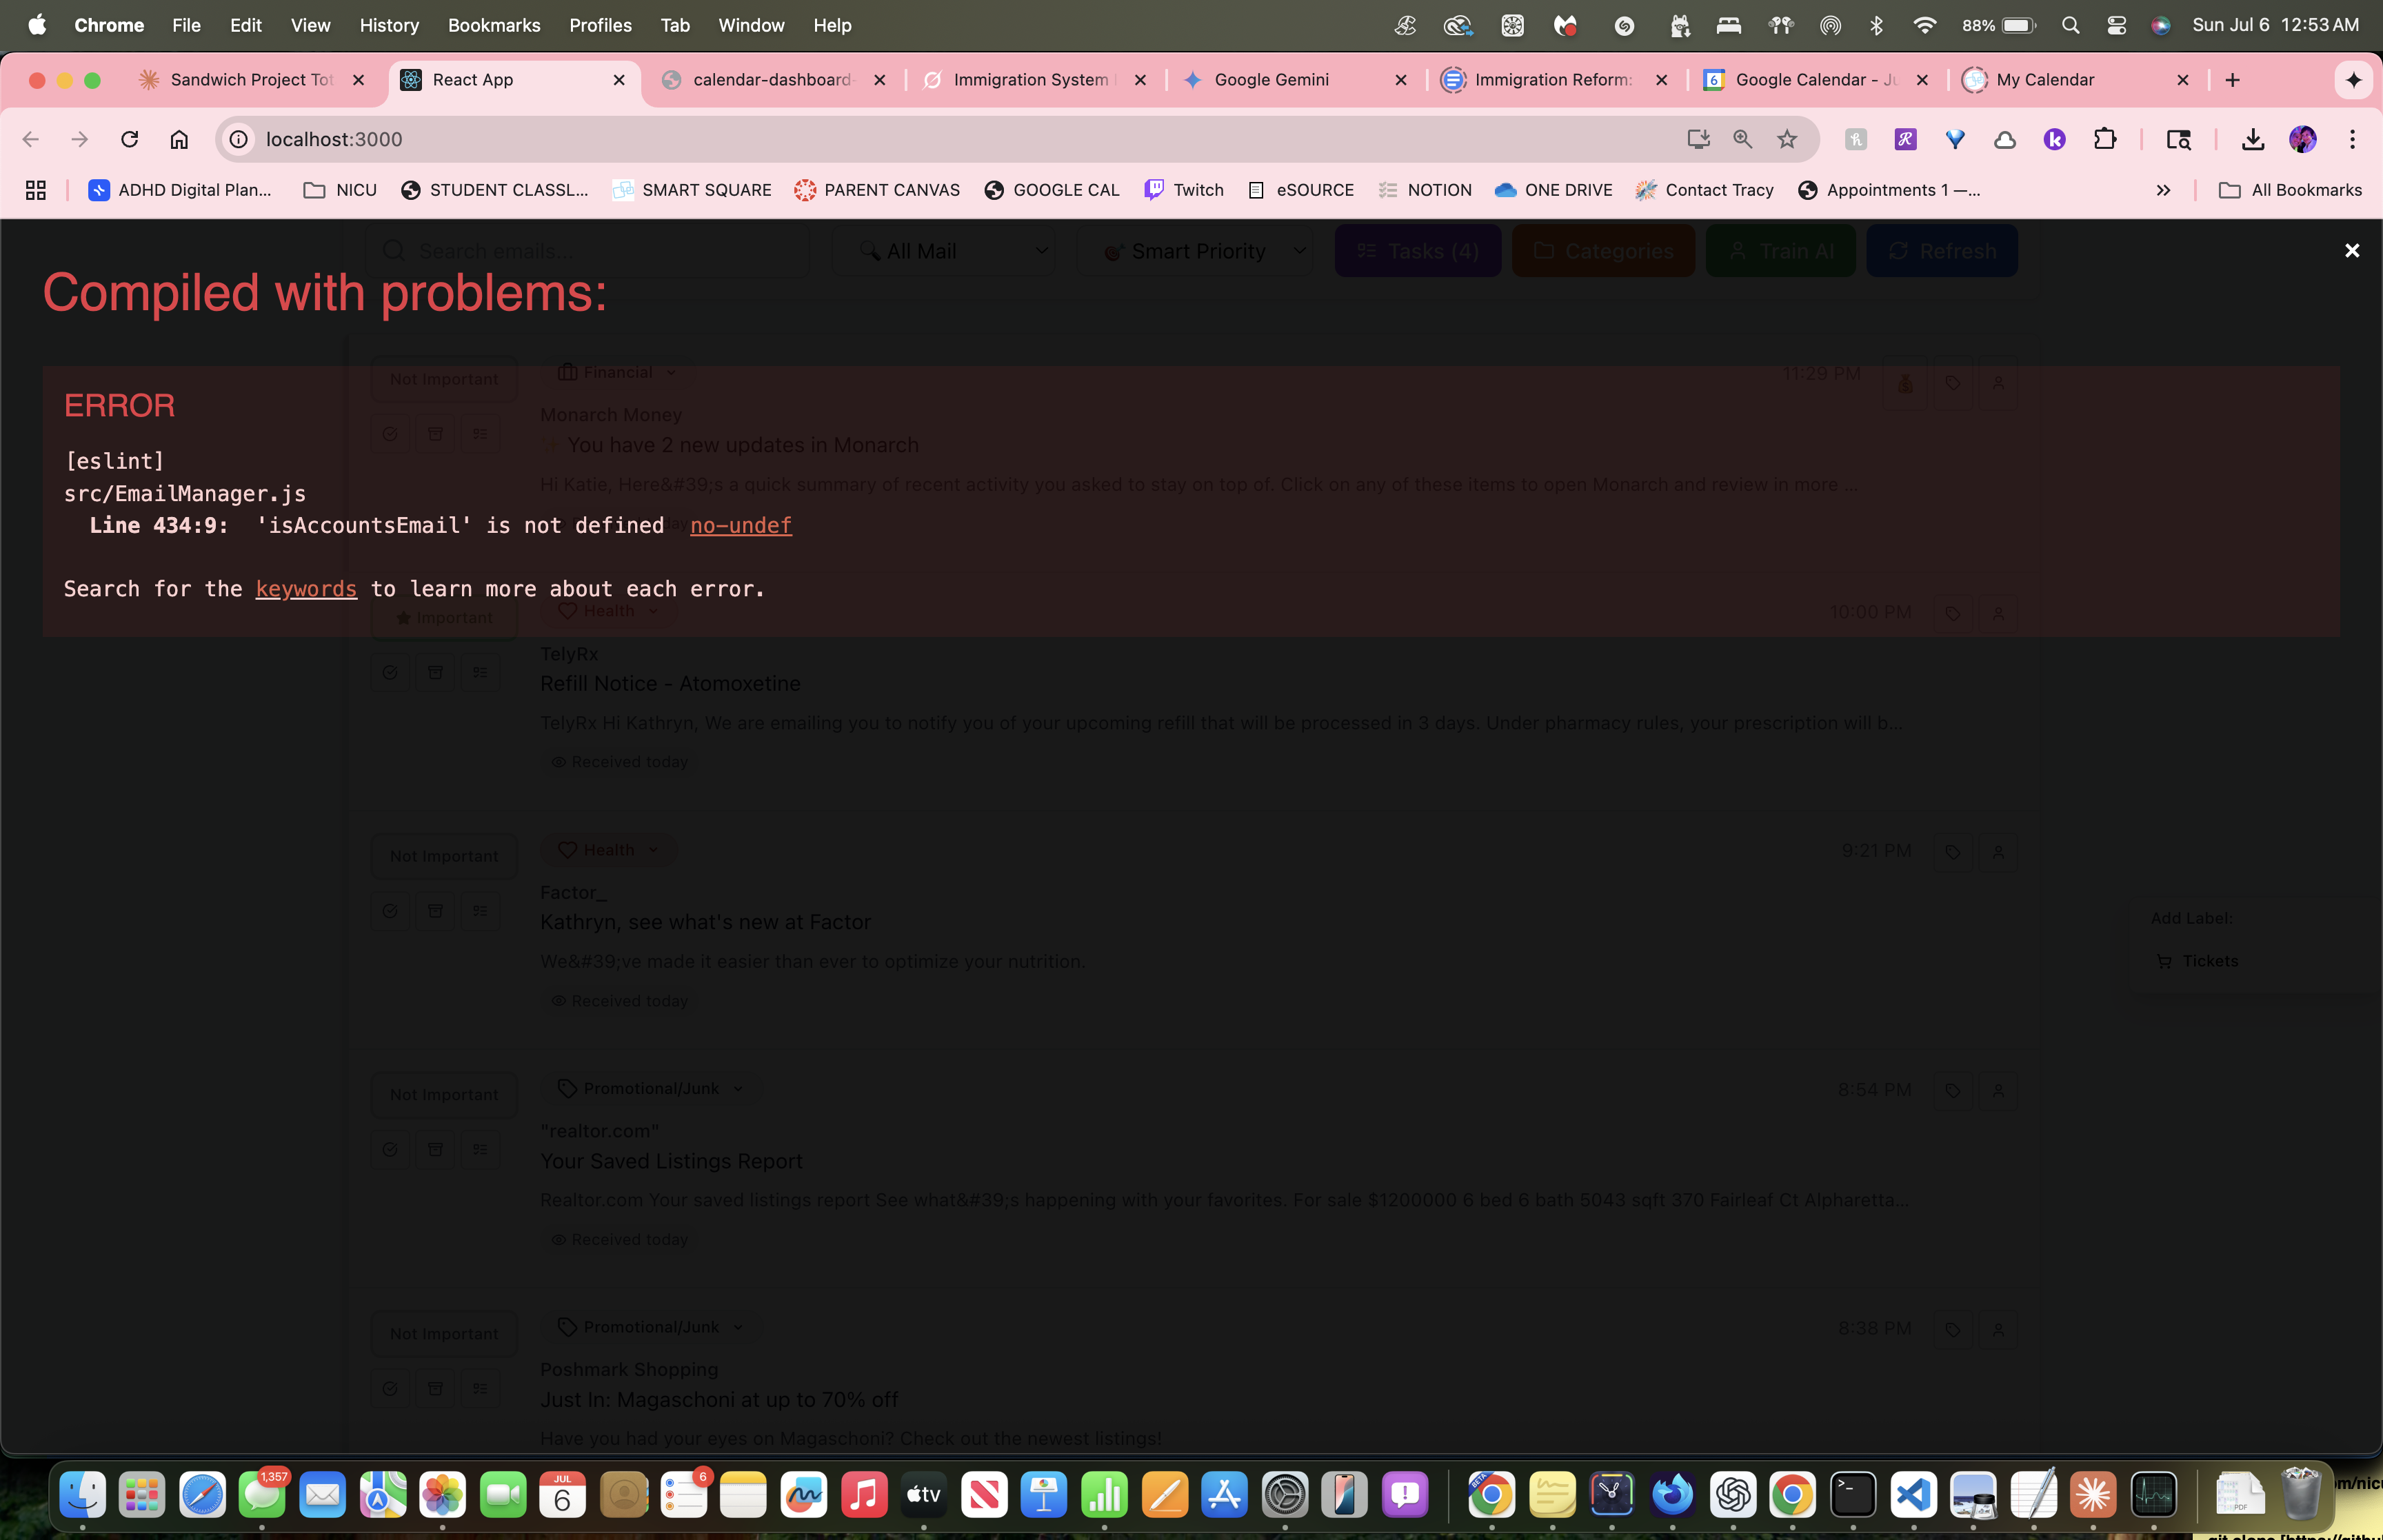 Chrome File Edit View History Bookmarks Profiles Tab Window Help
88% Sun Jul 6 12:53 AM
Sandwich Project Tot
React App
calendar-dashboard-
Immigration System
Google Gemini
Immigration Reform:
Google Calendar - Ju
My Calendar
localhost:3000
ADHD Digital Plan...
NICU
STUDENT CLASSL...
SMART SQUARE
PARENT CANVAS
GOOGLE CAL
Twitch
eSOURCE
NOTION
ONE DRIVE
Contact Tracy
Appointments 1 —...
All Bookmarks
Search emails...
All Mail
Smart Priority
Tasks (4)
Categories
Train AI
Refresh
Compiled with problems:
ERROR
[eslint]
src/EmailManager.js
Line 434:9: 'isAccountsEmail' is not defined no-undef
Search for the keywords to learn more about each error.
Not Important
Financial
11:29 PM
Monarch Money
You have 2 new updates in Monarch
Hi Katie, Here&#39;s a quick summary of recent activity you asked to stay on top of. Click on any of these items to open Monarch and review in more ...
Important
Health
10:00 PM
TelyRx
Refill Notice - Atomoxetine
TelyRx Hi Kathryn, We are emailing you to notify you of your upcoming refill that will be processed in 3 days. Under pharmacy rules, your prescription will b...
Received today
Not Important
Health
9:21 PM
Factor_
Kathryn, see what's new at Factor
We&#39;ve made it easier than ever to optimize your nutrition.
Received today
Add Label:
Tickets
Not Important
Promotional/Junk
8:54 PM
"realtor.com"
Your Saved Listings Report
Realtor.com Your saved listings report See what&#39;s happening with your favorites. For sale $1200000 6 bed 6 bath 5043 sqft 370 Fairleaf Ct Alpharetta...
Received today
Not Important
Promotional/Junk
8:38 PM
Poshmark Shopping
Just In: Magaschoni at up to 70% off
Have you had your eyes on Magaschoni? Check out the newest listings!
1,357
JUL
6
6
tv
BETA
PDF